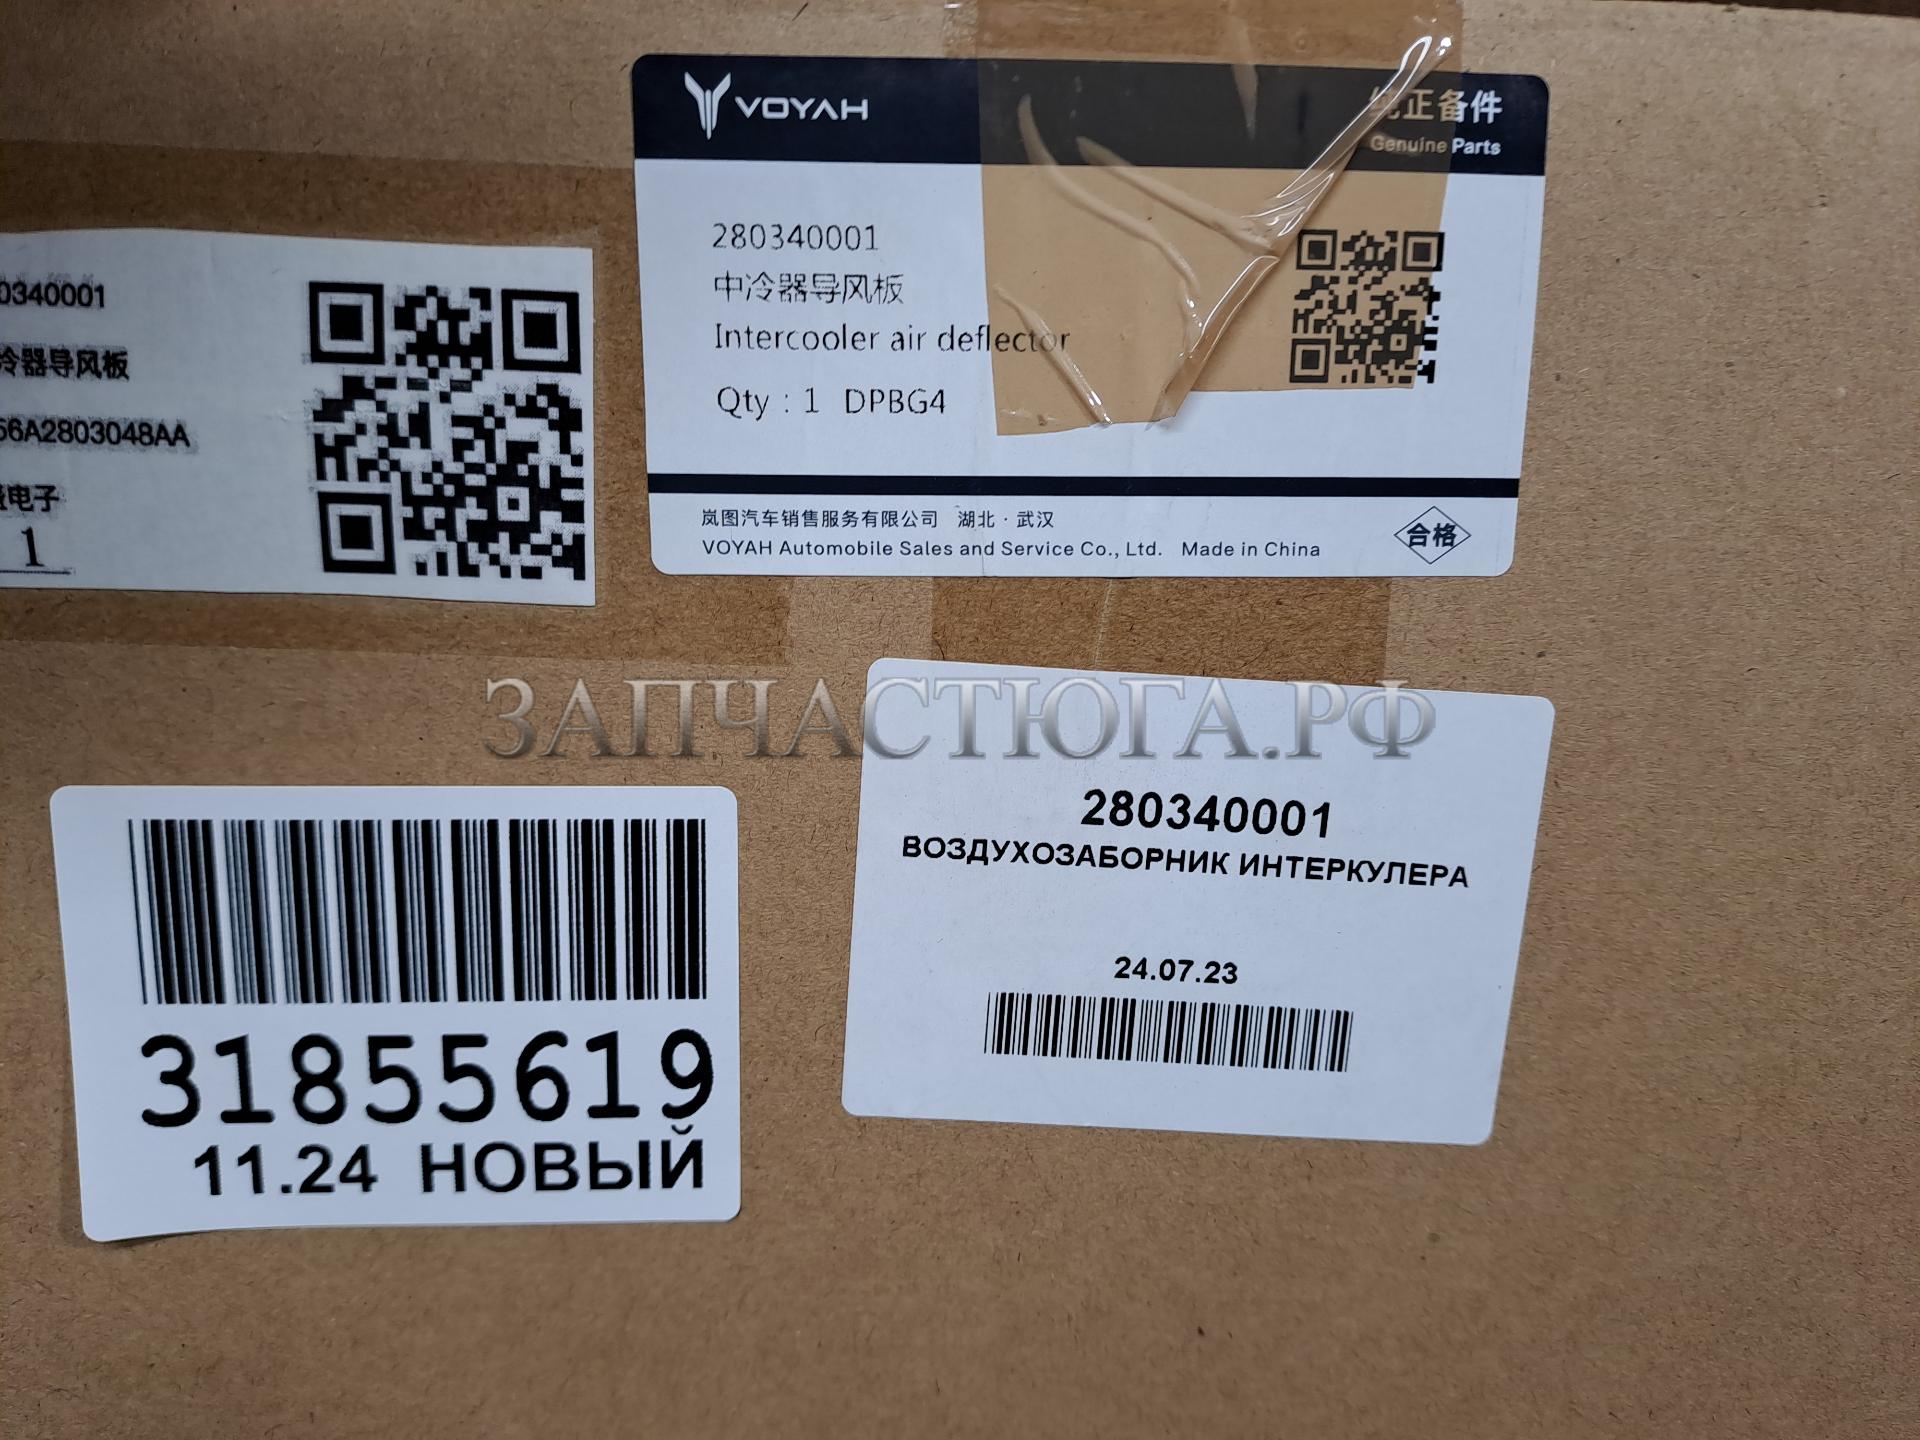 VOYAH
纯正备件
Genuine Parts
280340001
中冷器导风板
Intercooler air deflector
Qty : 1 DPBG4
岚图汽车销售服务有限公司 湖北 · 武汉
VOYAH Automobile Sales and Service Co., Ltd. Made in China
合格
0340001
冷器导风板
56A2803048AA
电子
1
ЗАПЧАСТЮГА.РФ
280340001
ВОЗДУХОЗАБОРНИК ИНТЕРКУЛЕРА
24.07.23
31855619
11.24 НОВЫЙ